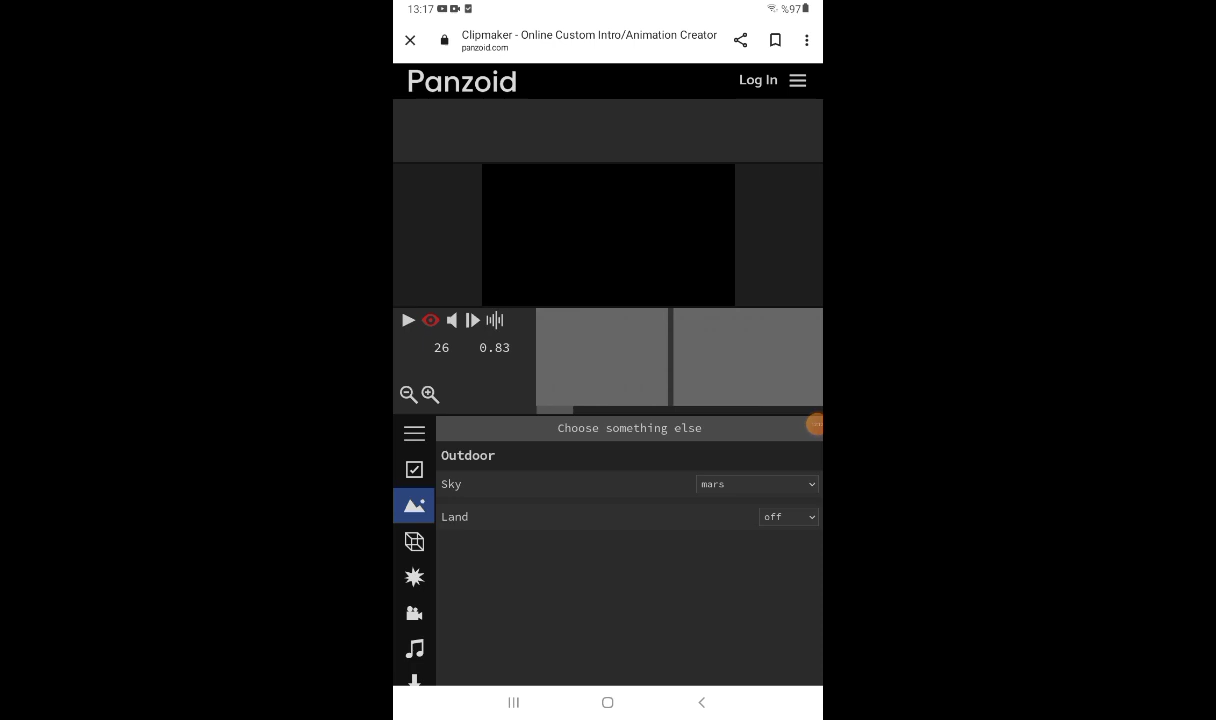 13:17
%97
Clipmaker - Online Custom Intro/Animation Creator
panzoid.com
Panzoid
Log In
26 0.83
Choose something else
Outdoor
Sky mars
Land off